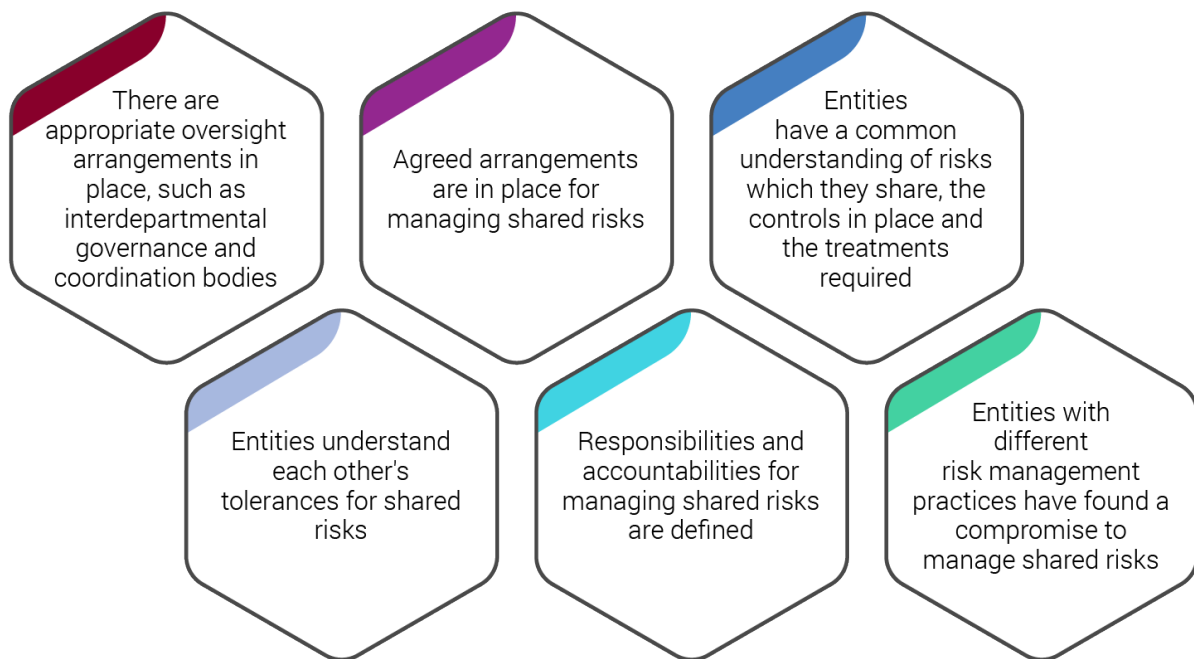 There are
appropriate oversight
arrangements in
place, such as
interdepartmental
governance and
coordination bodies
Agreed arrangements
are in place for
managing shared risks
Entities
have a common
understanding of risks
which they share, the
controls in place and
the treatments
required
Entities understand
each other's
tolerances for shared
risks
Responsibilities and
accountabilities for
managing shared risks
are defined
Entities with
different
risk management
practices have found a
compromise to
manage shared risks